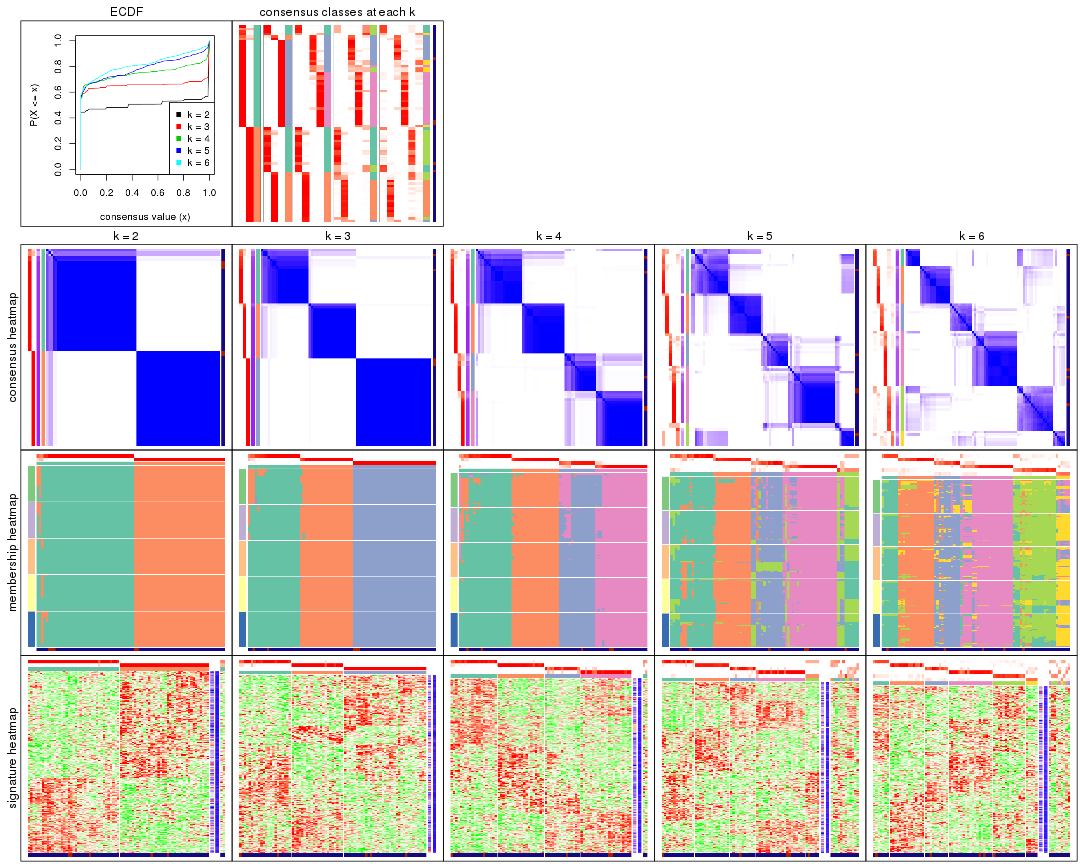 ECDF
consensus classes at each k
P(X <= x)
1.0
0.8
0.6
0.4
0.2
0.0
k = 2
k = 3
k = 4
k = 5
k = 6
0.0 0.2 0.4 0.6 0.8 1.0
consensus value (x)
k = 2 k = 3 k = 4 k = 5 k = 6
consensus heatmap
membership heatmap
signature heatmap